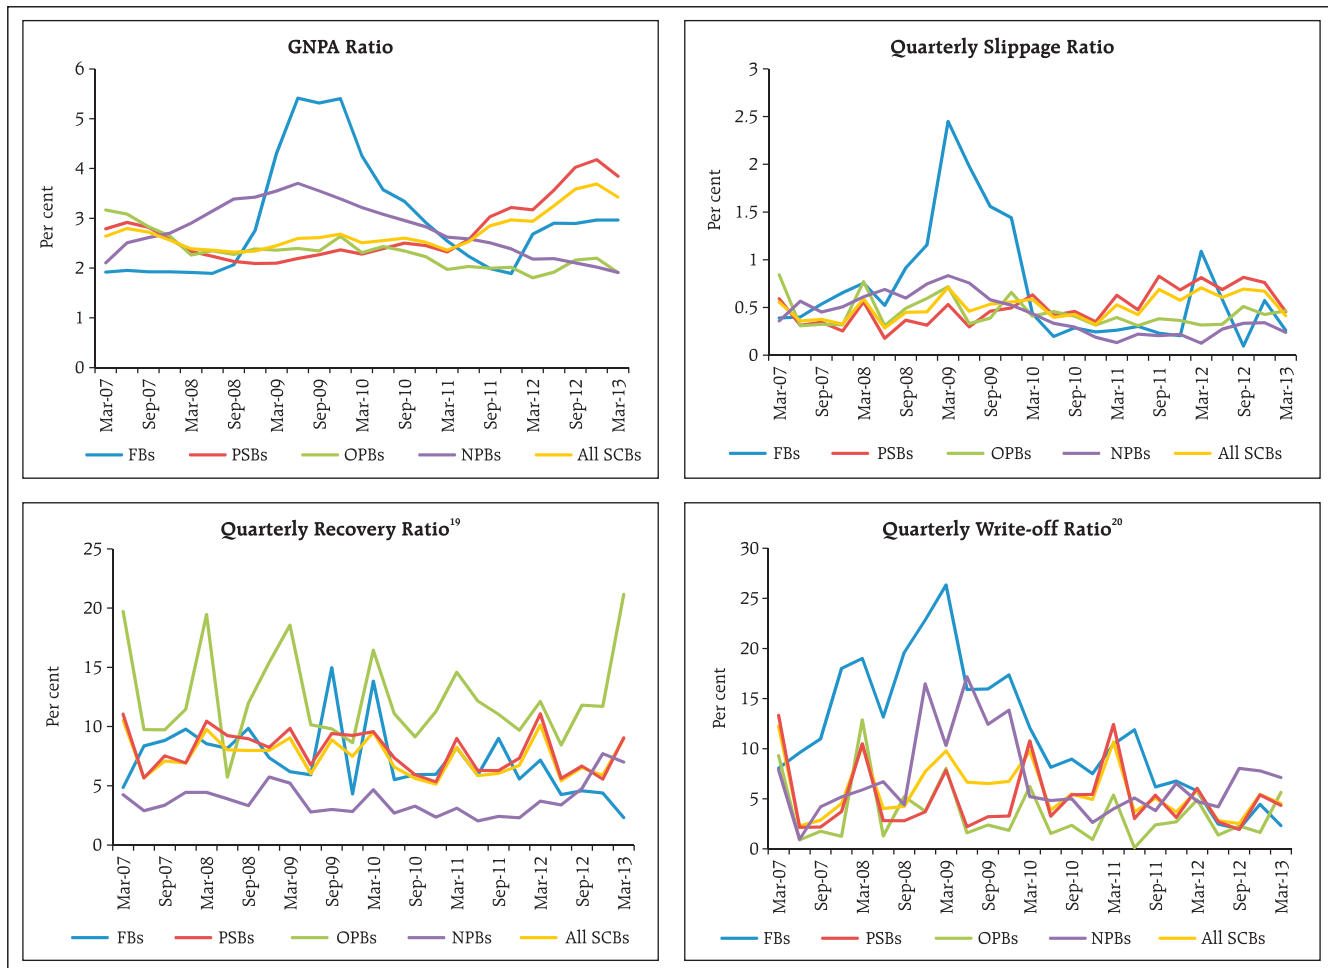 GNPA Ratio
Per cent
6
5
4
3
2
1
0
Mar-07
Sep-07
Mar-08
Sep-08
Mar-09
Sep-09
Mar-10
Sep-10
Mar-11
Sep-11
Mar-12
Sep-12
Mar-13
FBs PSBs OPBs NPBs All SCBs
Quarterly Slippage Ratio
Per cent
3
2.5
2
1.5
1
0.5
0
Mar-07
Sep-07
Mar-08
Sep-08
Mar-09
Sep-09
Mar-10
Sep-10
Mar-11
Sep-11
Mar-12
Sep-12
Mar-13
FBs PSBs OPBs NPBs All SCBs
Quarterly Recovery Ratio19
Per cent
25
20
15
10
5
0
Mar-07
Sep-07
Mar-08
Sep-08
Mar-09
Sep-09
Mar-10
Sep-10
Mar-11
Sep-11
Mar-12
Sep-12
Mar-13
FBs PSBs OPBs NPBs All SCBs
Quarterly Write-off Ratio20
Per cent
30
25
20
15
10
5
0
Mar-07
Sep-07
Mar-08
Sep-08
Mar-09
Sep-09
Mar-10
Sep-10
Mar-11
Sep-11
Mar-12
Sep-12
Mar-13
FBs PSBs OPBs NPBs All SCBs